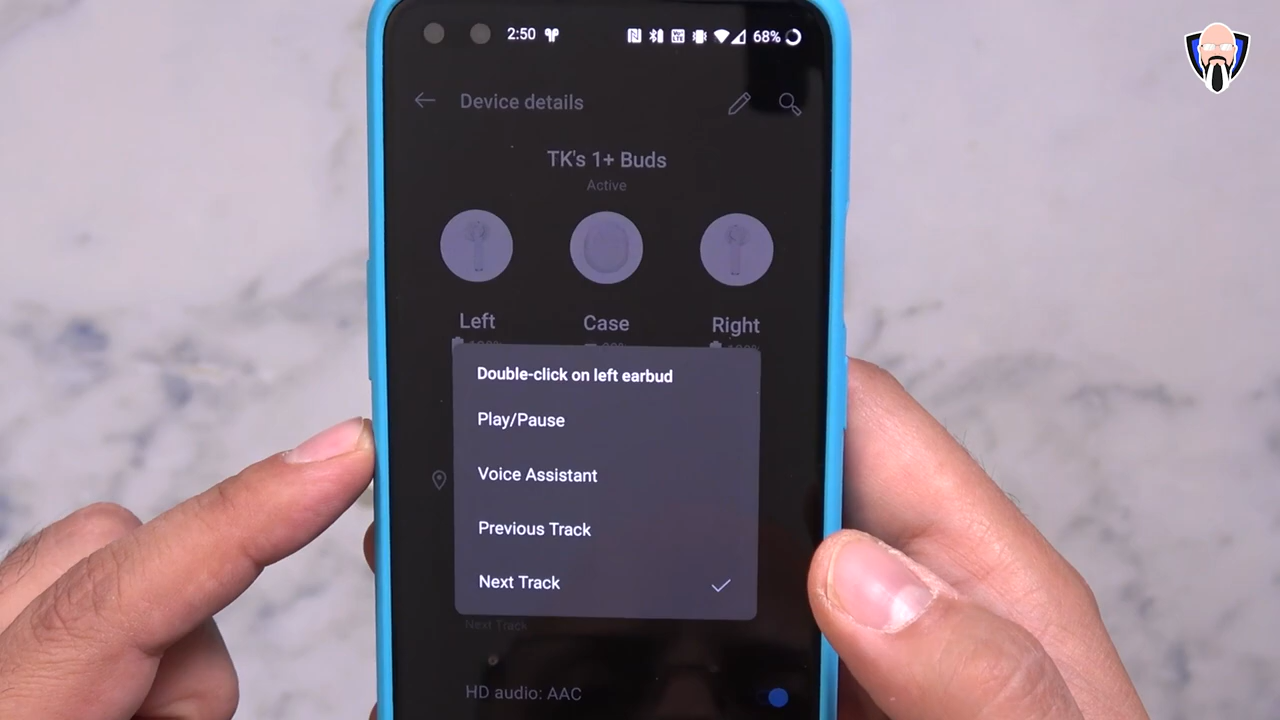 2:50
68%
Device details
TK's 1+ Buds
Active
Left
Case
Right
Double-click on left earbud
Play/Pause
Voice Assistant
Previous Track
Next Track
Next Track
HD audio: AAC